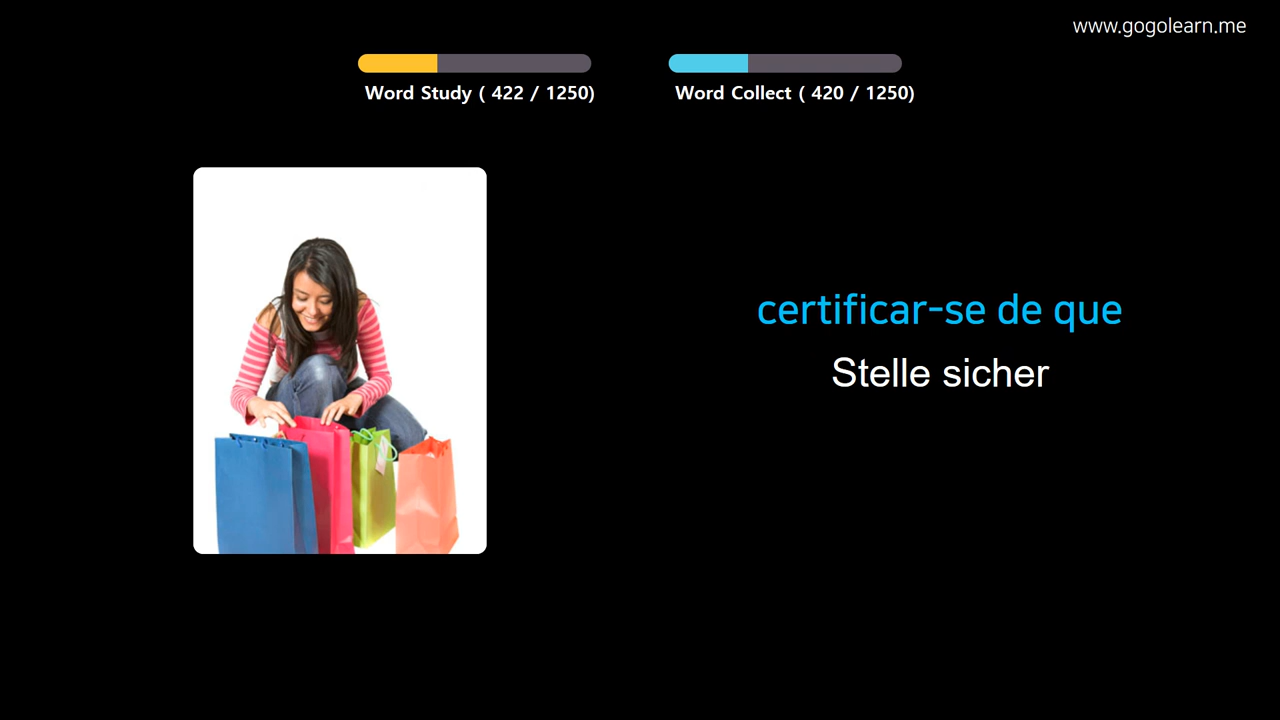 www.gogolearn.me
Word Study ( 422 / 1250)
Word Collect ( 420 / 1250)
certificar-se de que
Stelle sicher